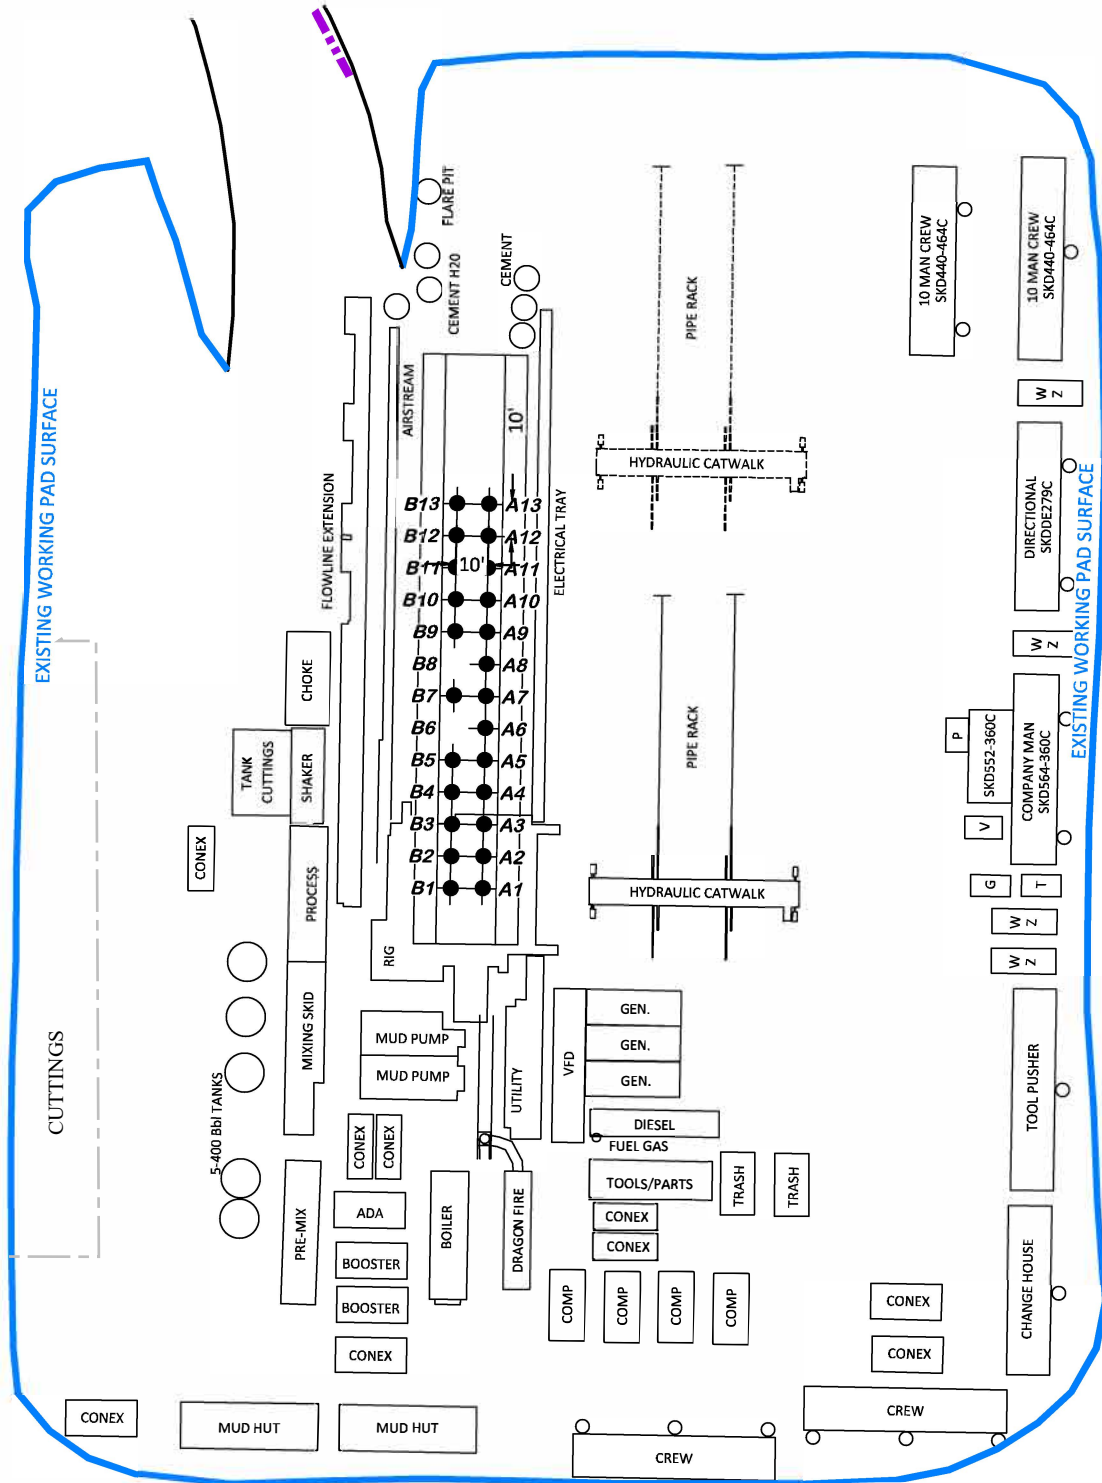 FLARE PIT
CEMENT H20
CEMENT
10 MAN CREW
SKD440-464C
10 MAN CREW
SKD440-464C
PIPE RACK
AIRSTREAM
10'
W
Z
EXISTING WORKING PAD SURFACE
HYDRAULIC CATWALK
FLOWLINE EXTENSION
ELECTRICAL TRAY
DIRECTIONAL
SKDDE279C
EXISTING WORKING PAD SURFACE
B13 A13
B12 A12
B11 10' A11
B10 A10
B9 A9
B8 A8
B7 A7
B6 A6
B5 A5
B4 A4
B3 A3
B2 A2
B1 A1
W
Z
CHOKE
TANK
CUTTINGS
SHAKER
PIPE RACK
P
SKD552-360C
COMPANY MAN
SKD564-360C
V
CONEX
PROCESS
HYDRAULIC CATWALK
G
T
W
Z
W
Z
RIG
MIXING SKID
CUTTINGS
MUD PUMP
MUD PUMP
UTILITY
VFD
GEN.
GEN.
GEN.
TOOL PUSHER
5-400 Bbl TANKS
CONEX
CONEX
DIESEL
FUEL GAS
TOOLS/PARTS
TRASH
TRASH
PRE-MIX
ADA
BOILER
DRAGON FIRE
CONEX
CONEX
BOOSTER
BOOSTER
COMP
COMP
COMP
COMP
CONEX
CONEX
CHANGE HOUSE
CONEX
CONEX
MUD HUT
MUD HUT
CREW
CREW